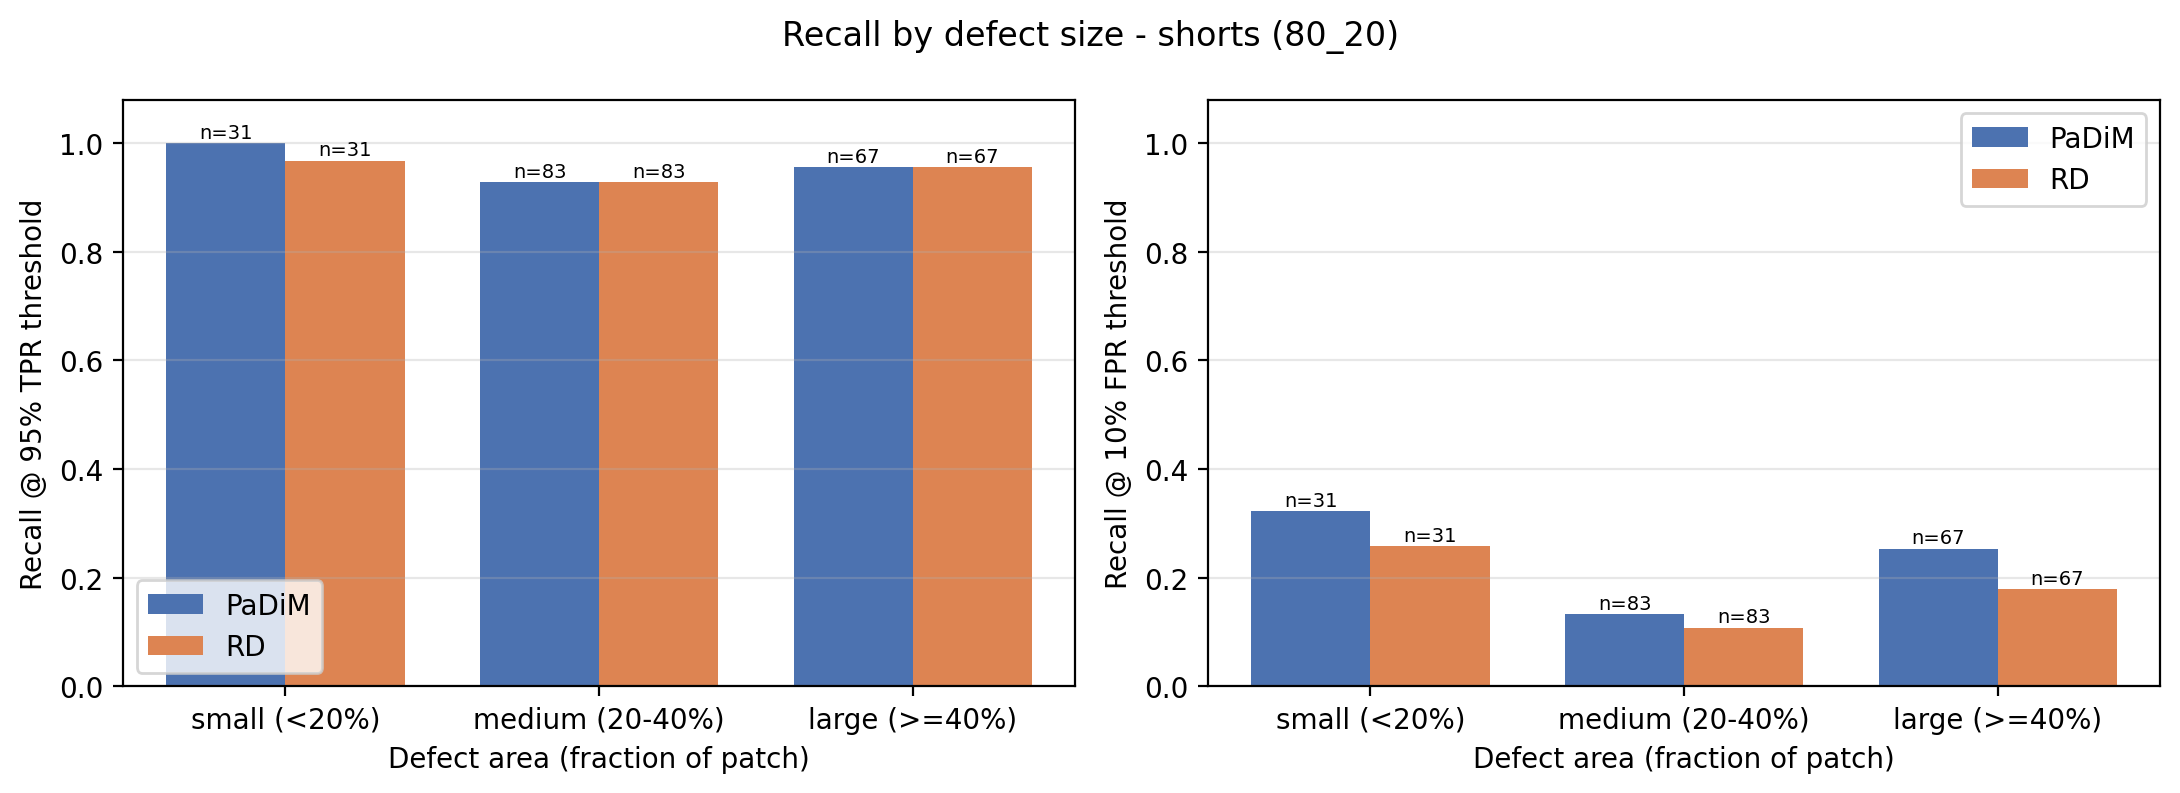 Recall by defect size - shorts (80_20)
Recall @ 95% TPR threshold
1.0
0.8
0.6
0.4
0.2
0.0
n=31
n=31
n=83
n=83
n=67
n=67
PaDiM
RD
small (<20%)
medium (20-40%)
large (>=40%)
Defect area (fraction of patch)
Recall @ 10% FPR threshold
1.0
0.8
0.6
0.4
0.2
0.0
PaDiM
RD
n=31
n=31
n=83
n=83
n=67
n=67
small (<20%)
medium (20-40%)
large (>=40%)
Defect area (fraction of patch)